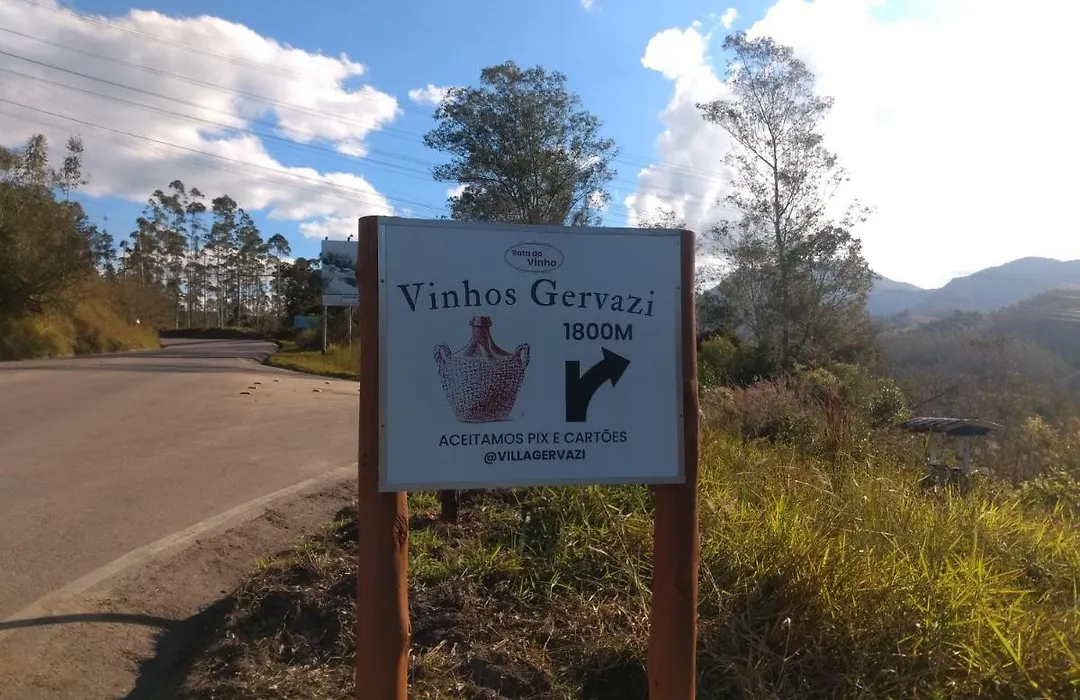 Rota do
Vinho
Vinhos Gervazi
1800M
ACEITAMOS PIX E CARTÕES
@VILLAGERVAZI